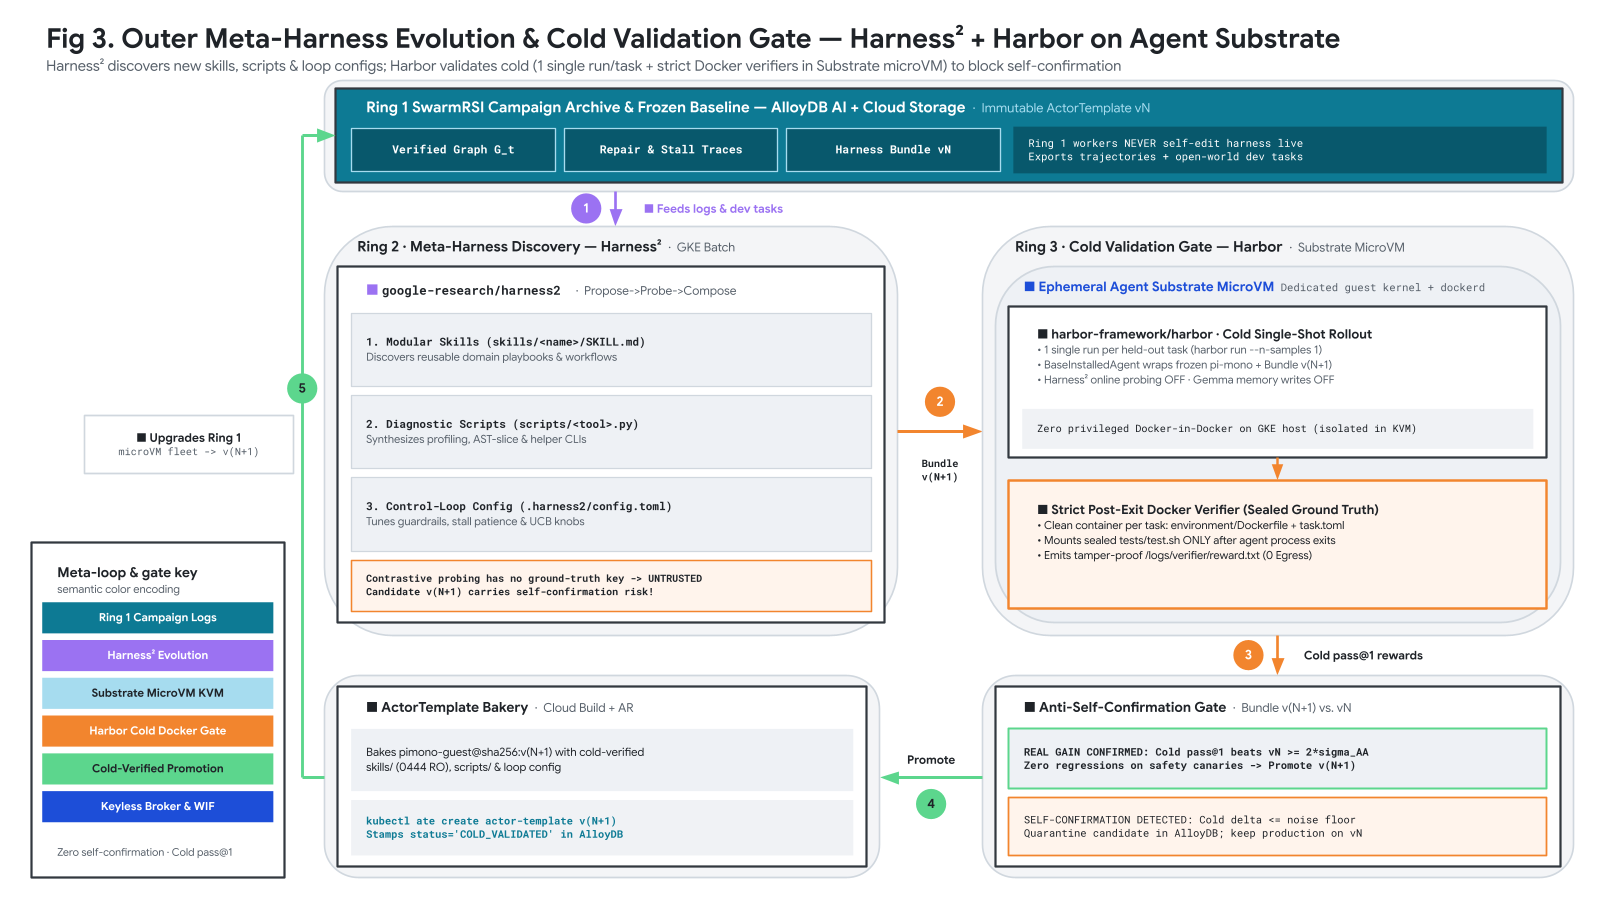 Fig 3. Outer Meta-Harness Evolution & Cold Validation Gate — Harness² + Harbor on Agent Substrate
Harness² discovers new skills, scripts & loop configs; Harbor validates cold (1 single run/task + strict Docker verifiers in Substrate microVM) to block self-confirmation
Ring 1 SwarmRSI Campaign Archive & Frozen Baseline — AlloyDB AI + Cloud Storage · Immutable ActorTemplate vN
Verified Graph G_t
Repair & Stall Traces
Harness Bundle vN
Ring 1 workers NEVER self-edit harness live
Exports trajectories + open-world dev tasks
1
Feeds logs & dev tasks
Ring 2 · Meta-Harness Discovery — Harness² · GKE Batch
google-research/harness2 · Propose->Probe->Compose
1. Modular Skills (skills/<name>/SKILL.md)
Discovers reusable domain playbooks & workflows
2. Diagnostic Scripts (scripts/<tool>.py)
Synthesizes profiling, AST-slice & helper CLIs
3. Control-Loop Config (.harness2/config.toml)
Tunes guardrails, stall patience & UCB knobs
Contrastive probing has no ground-truth key -> UNTRUSTED
Candidate v(N+1) carries self-confirmation risk!
2
Bundle
v(N+1)
Ring 3 · Cold Validation Gate — Harbor · Substrate MicroVM
Ephemeral Agent Substrate MicroVM Dedicated guest kernel + dockerd
harbor-framework/harbor · Cold Single-Shot Rollout
• 1 single run per held-out task (harbor run --n-samples 1)
• BaseInstalledAgent wraps frozen pi-mono + Bundle v(N+1)
• Harness² online probing OFF · Gemma memory writes OFF
Zero privileged Docker-in-Docker on GKE host (isolated in KVM)
Strict Post-Exit Docker Verifier (Sealed Ground Truth)
• Clean container per task: environment/Dockerfile + task.toml
• Mounts sealed tests/test.sh ONLY after agent process exits
• Emits tamper-proof /logs/verifier/reward.txt (0 Egress)
3
Cold pass@1 rewards
Anti-Self-Confirmation Gate · Bundle v(N+1) vs. vN
REAL GAIN CONFIRMED: Cold pass@1 beats vN >= 2*sigma_AA
Zero regressions on safety canaries -> Promote v(N+1)
SELF-CONFIRMATION DETECTED: Cold delta <= noise floor
Quarantine candidate in AlloyDB; keep production on vN
Promote
4
ActorTemplate Bakery · Cloud Build + AR
Bakes pimono-guest@sha256:v(N+1) with cold-verified
skills/ (0444 RO), scripts/ & loop config
kubectl ate create actor-template v(N+1)
Stamps status='COLD_VALIDATED' in AlloyDB
5
Upgrades Ring 1
microVM fleet -> v(N+1)
Meta-loop & gate key
semantic color encoding
Ring 1 Campaign Logs
Harness² Evolution
Substrate MicroVM KVM
Harbor Cold Docker Gate
Cold-Verified Promotion
Keyless Broker & WIF
Zero self-confirmation · Cold pass@1